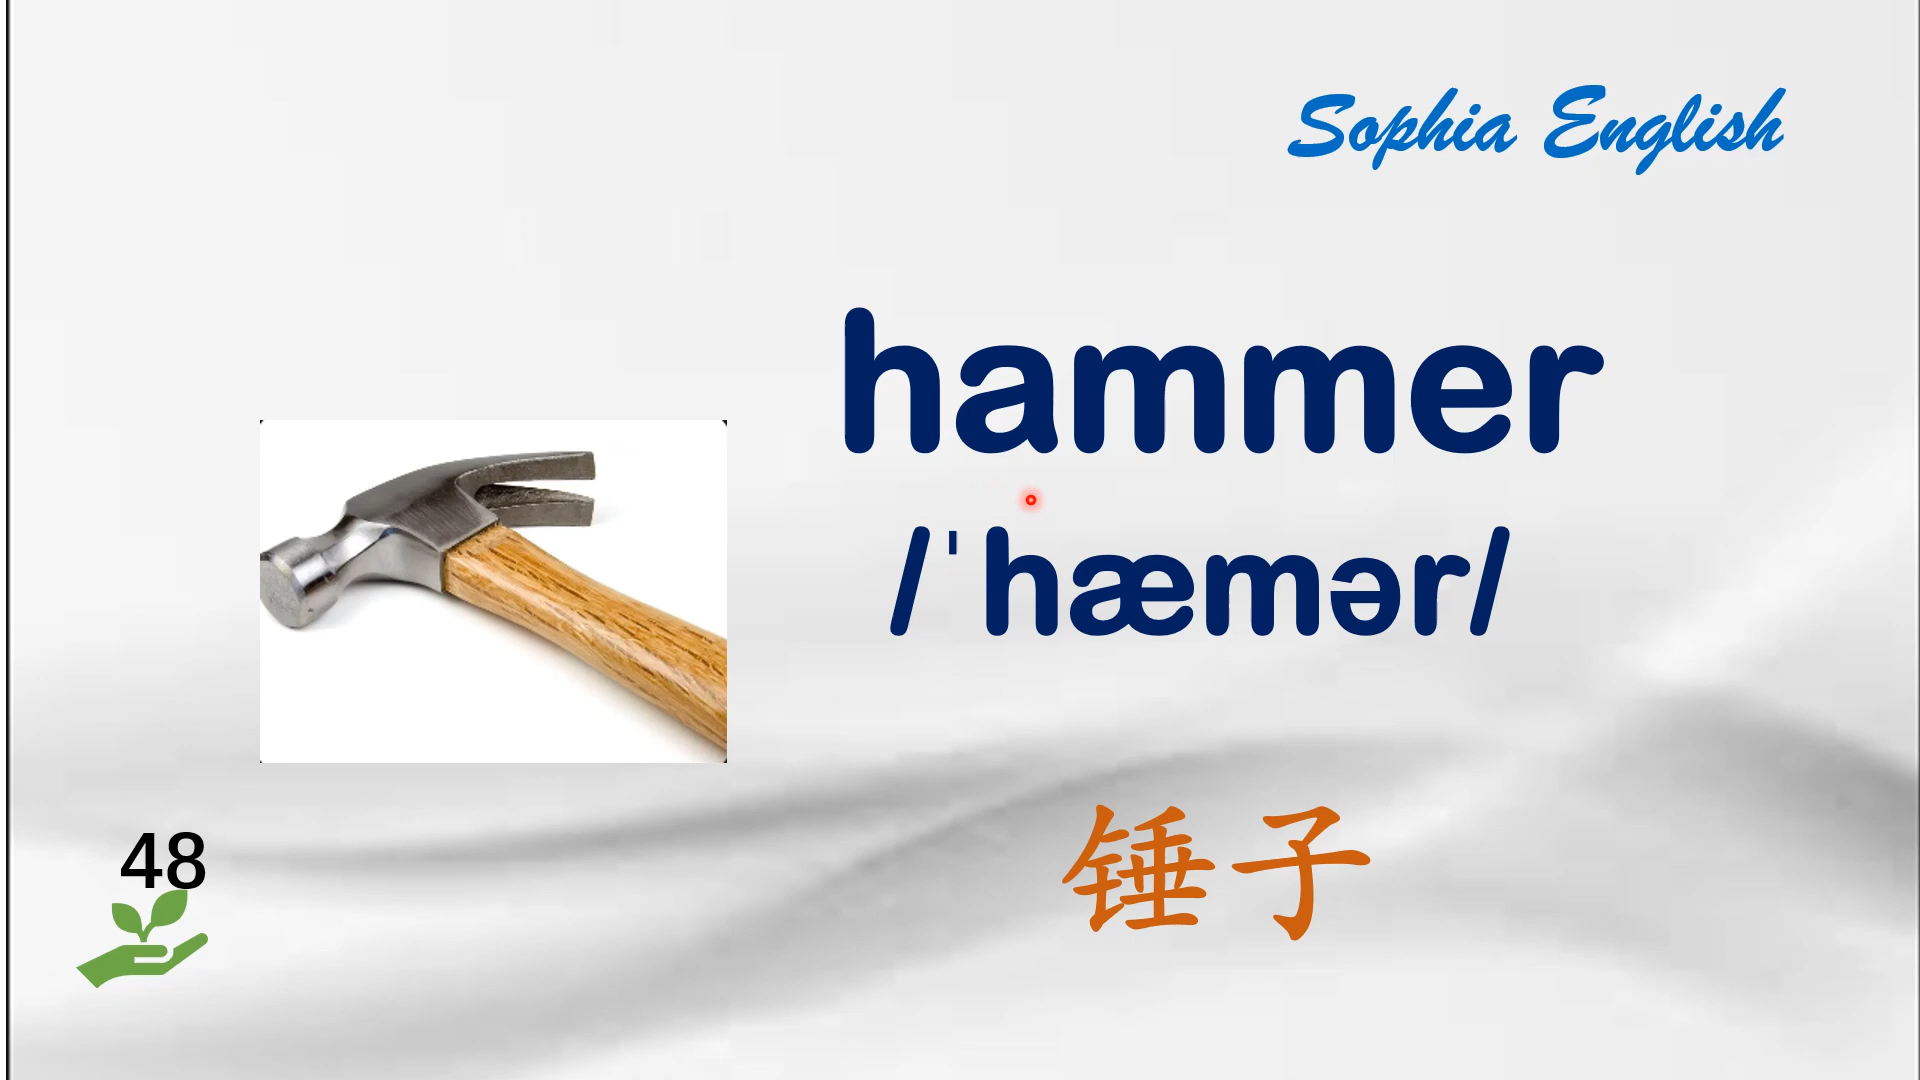 Sophia English
hammer
/ˈhæmər/
锤子
48